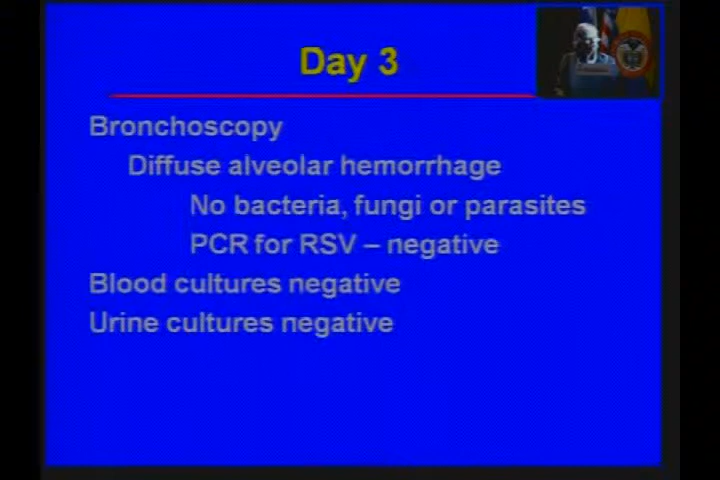 Day 3
Bronchoscopy
Diffuse alveolar hemorrhage
No bacteria, fungi or parasites
PCR for RSV – negative
Blood cultures negative
Urine cultures negative